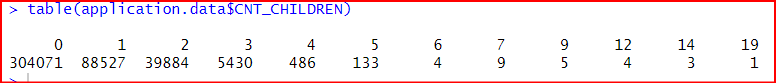 > table(application.data$CNT_CHILDREN)
0 1 2 3 4 5 6 7 9 12 14 19
304071 88527 39884 5430 486 133 4 9 5 4 3 1
>